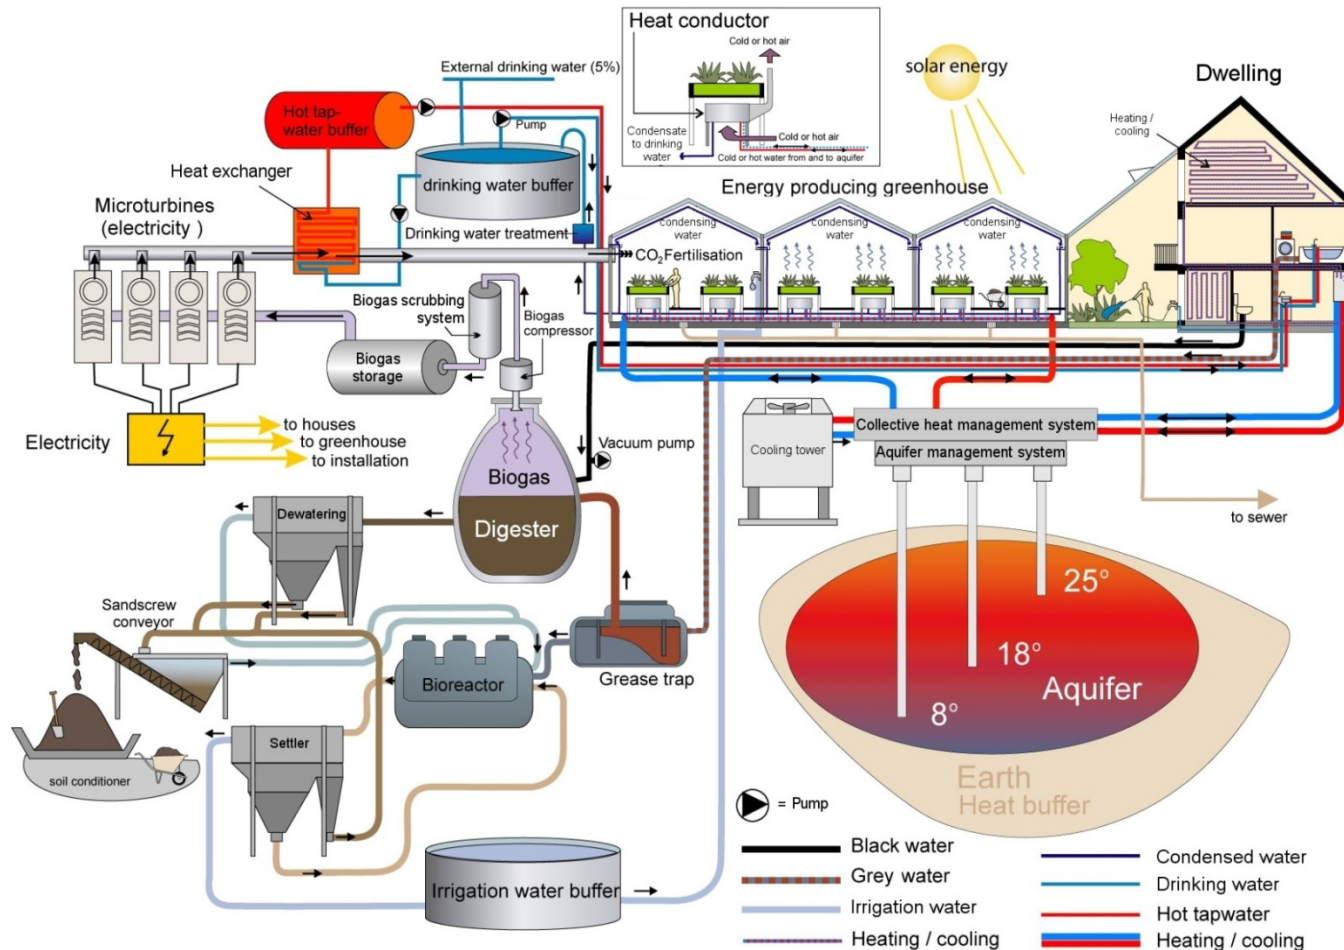 Heat conductor
Cold or hot air
Condensate
to drinking
water
Cold or hot air
Cold or hot water from and to aquifer
solar energy
Dwelling
Heating /
cooling
External drinking water (5%)
Hot tap-
water buffer
Pump
drinking water buffer
Heat exchanger
Drinking water treatment
Microturbines
(electricity )
Energy producing greenhouse
condensing
water
condensing
water
condensing
water
CO2Fertilisation
Biogas scrubbing
system
Biogas
compressor
Biogas
storage
Electricity
to houses
to greenhouse
to installation
Vacuum pump
Biogas
Digester
Cooling tower
Collective heat management system
Aquifer management system
to sewer
Dewatering
Sandscrew
conveyor
Bioreactor
Grease trap
soil conditioner
Settler
Irrigation water buffer
25°
18°
8°
Aquifer
Earth
Heat buffer
= Pump
Black water
Grey water
Irrigation water
Heating / cooling
Condensed water
Drinking water
Hot tapwater
Heating / cooling